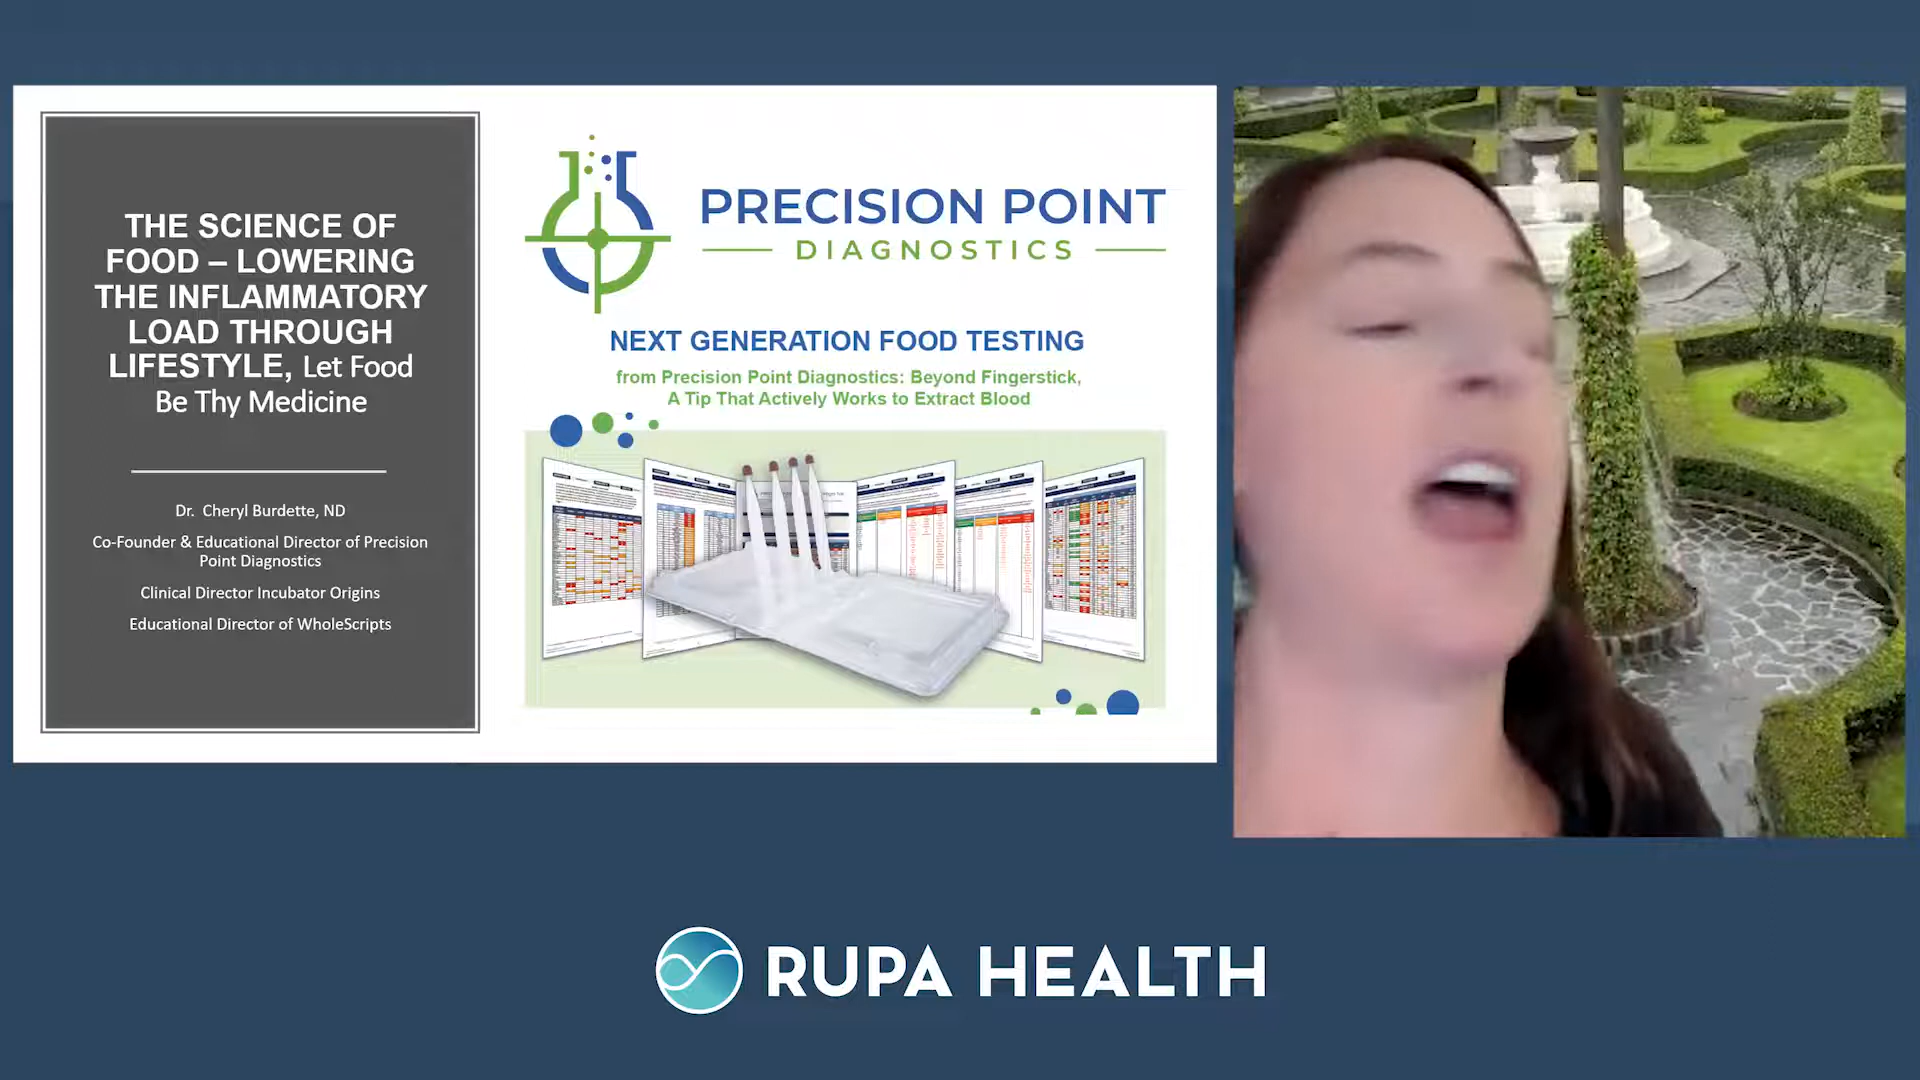 THE SCIENCE OF
FOOD – LOWERING
THE INFLAMMATORY
LOAD THROUGH
LIFESTYLE, Let Food
Be Thy Medicine
Dr. Cheryl Burdette, ND
Co-Founder & Educational Director of Precision
Point Diagnostics
Clinical Director Incubator Origins
Educational Director of WholeScripts
PRECISION POINT
DIAGNOSTICS
NEXT GENERATION FOOD TESTING
from Precision Point Diagnostics: Beyond Fingerstick,
A Tip That Actively Works to Extract Blood
RUPA HEALTH